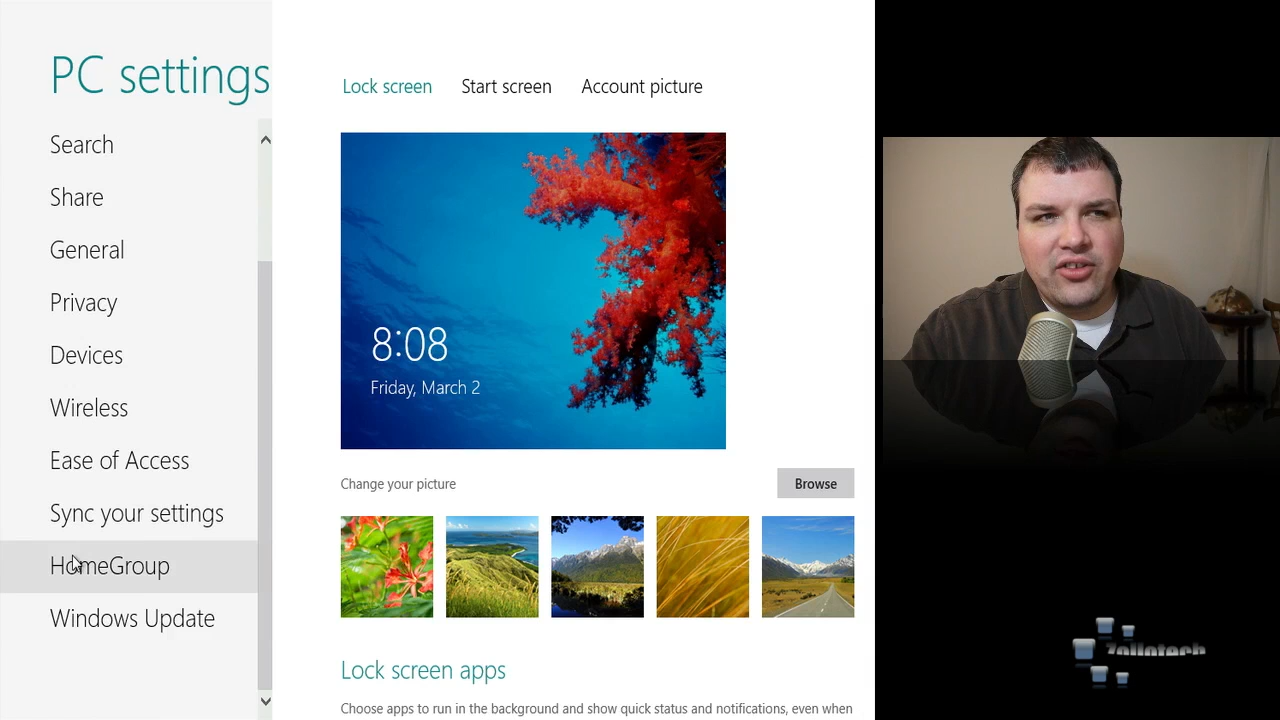 PC settings
Search
Share
General
Privacy
Devices
Wireless
Ease of Access
Sync your settings
HomeGroup
Windows Update
Lock screen
Start screen
Account picture
8:08
Friday, March 2
Change your picture
Browse
Lock screen apps
Choose apps to run in the background and show quick status and notifications, even when
Zollotech